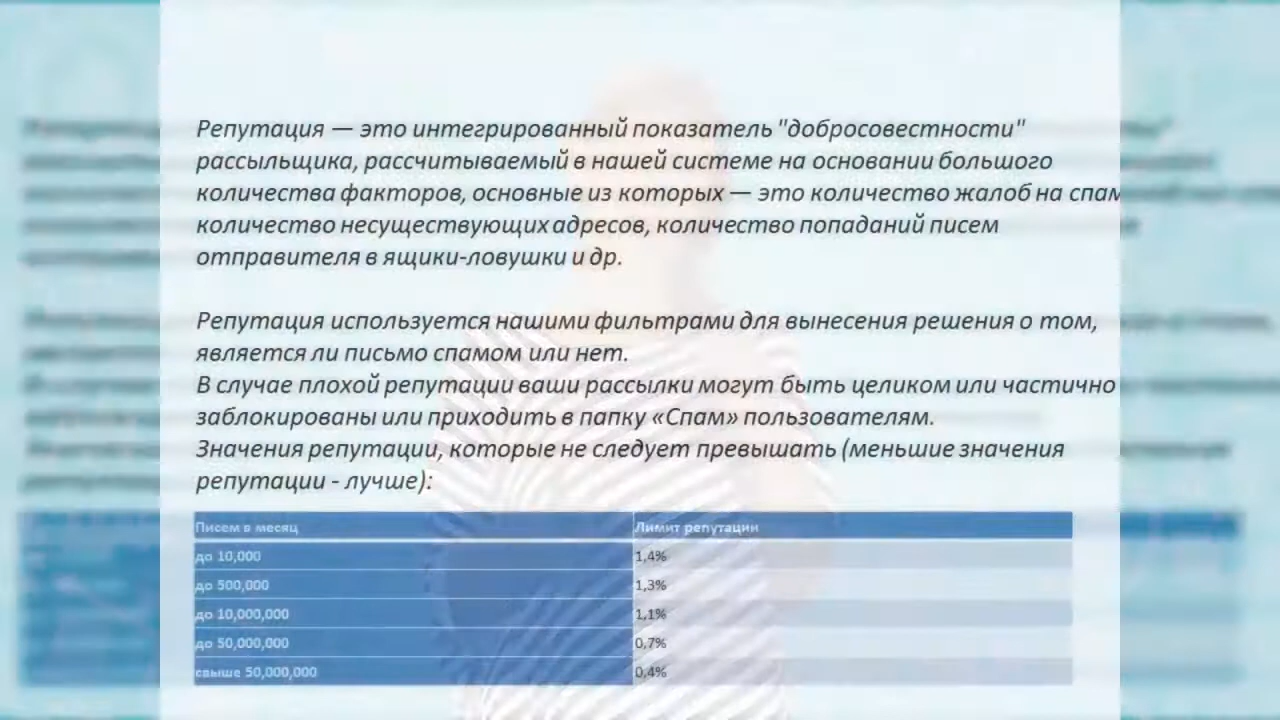 Репутация — это интегрированный показатель "добросовестности"
рассыльщика, рассчитываемый в нашей системе на основании большого
количества факторов, основные из которых — это количество жалоб на спам
количество несуществующих адресов, количество попаданий писем
отправителя в ящики-ловушки и др.
Репутация используется нашими фильтрами для вынесения решения о том,
является ли письмо спамом или нет.
В случае плохой репутации ваши рассылки могут быть целиком или частично
заблокированы или приходить в папку «Спам» пользователям.
Значения репутации, которые не следует превышать (меньшие значения
репутации - лучше):
Писем в месяц Лимит репутации
до 10,000 1,4%
до 500,000 1,3%
до 10,000,000 1,1%
до 50,000,000 0,7%
свыше 50,000,000 0,4%